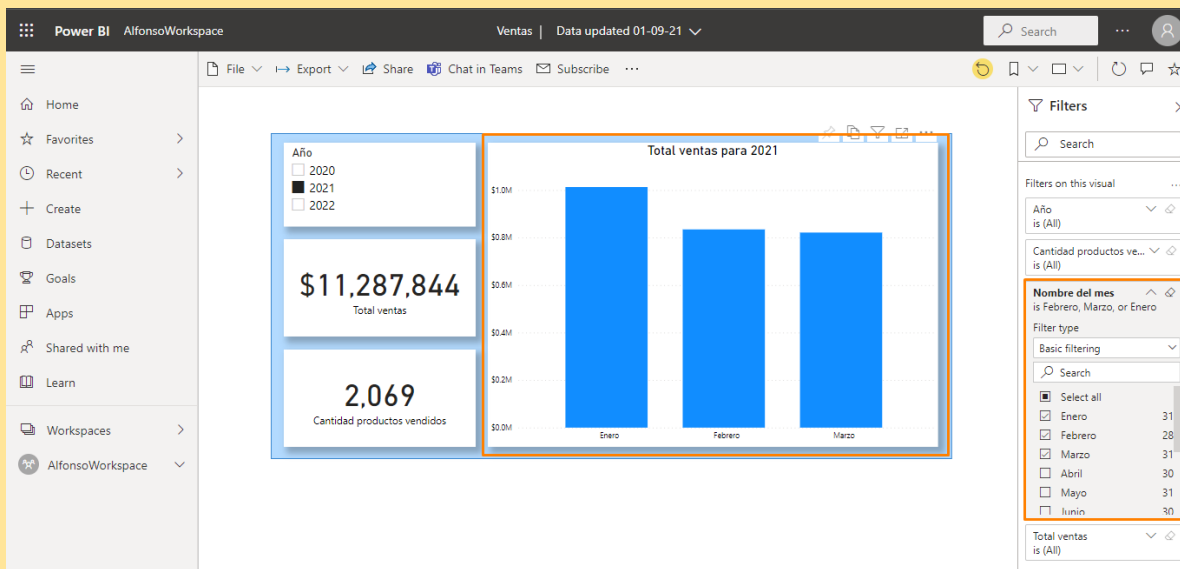 Power BI AlfonsoWorkspace
Ventas | Data updated 01-09-21
Search
File Export Share Chat in Teams Subscribe
Home
Favorites
Recent
Create
Datasets
Goals
Apps
Shared with me
Learn
Workspaces
AlfonsoWorkspace
Año
2020
2021
2022
$11,287,844
Total ventas
2,069
Cantidad productos vendidos
Total ventas para 2021
$1.0M
$0.8M
$0.6M
$0.4M
$0.2M
$0.0M
Enero Febrero Marzo
Filters
Search
Filters on this visual
Año
is (All)
Cantidad productos ve...
is (All)
Nombre del mes
is Febrero, Marzo, or Enero
Filter type
Basic filtering
Search
Select all
Enero 31
Febrero 28
Marzo 31
Abril 30
Mayo 31
Junio 30
Total ventas
is (All)